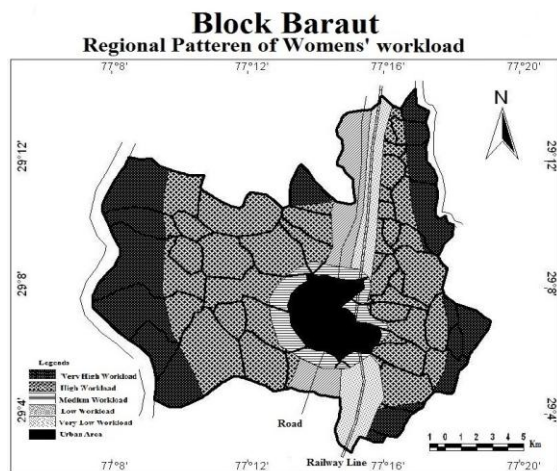 Block Baraut
Regional Patteren of Womens' workload
77°8' 77°12' 77°16' 77°20'
N
29°12' 29°12'
29°8' 29°8'
29°4' 29°4'
Legends
Very High Workload
High Workload
Medium Workload
Low Workload
Very Low Workload
Urban Area
Road
Railway Line
1 0 1 2 3 4 5 Km
77°8' 77°12' 77°16' 77°20'